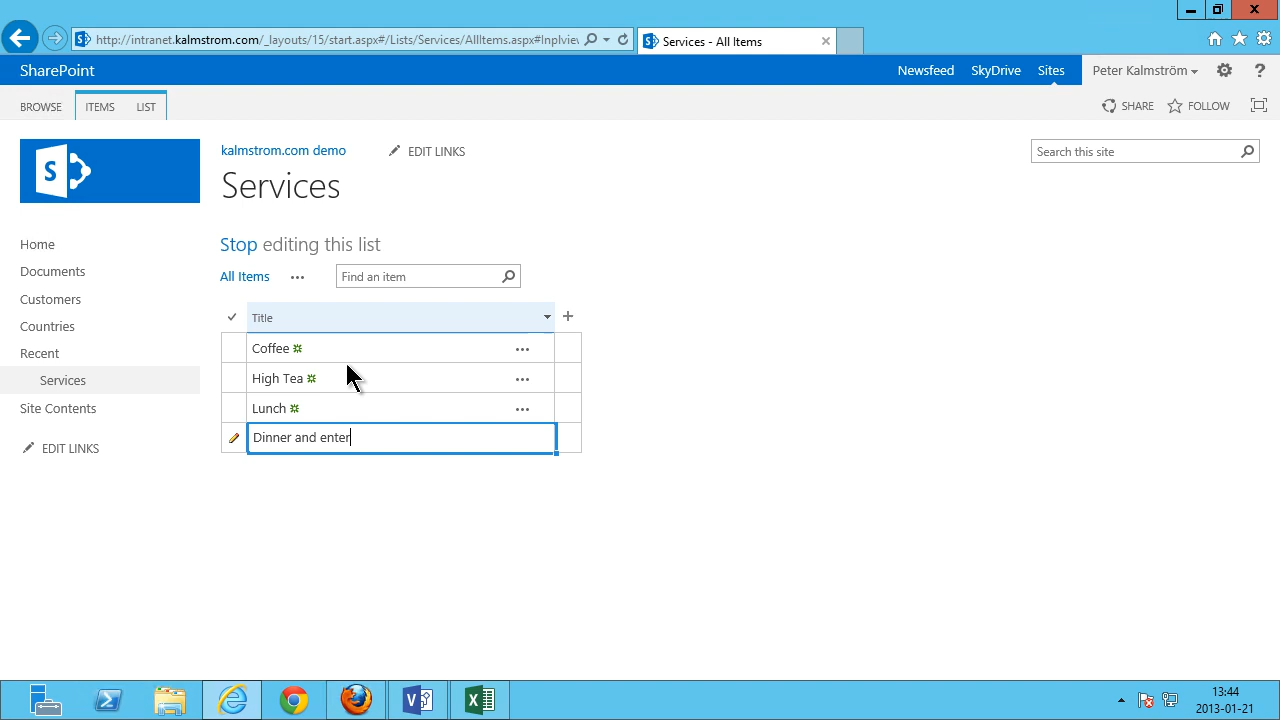 http://intranet.kalmstrom.com/_layouts/15/start.aspx#/Lists/Services/AllItems.aspx#Inplviev
Services - All Items
SharePoint
Newsfeed
SkyDrive
Sites
Peter Kalmström
?
BROWSE
ITEMS
LIST
SHARE
FOLLOW
S
kalmstrom.com demo
EDIT LINKS
Search this site
Services
Home
Documents
Customers
Countries
Recent
Services
Site Contents
EDIT LINKS
Stop editing this list
All Items
Find an item
Title
Coffee
High Tea
Lunch
Dinner and enter
13:44
2013-01-21